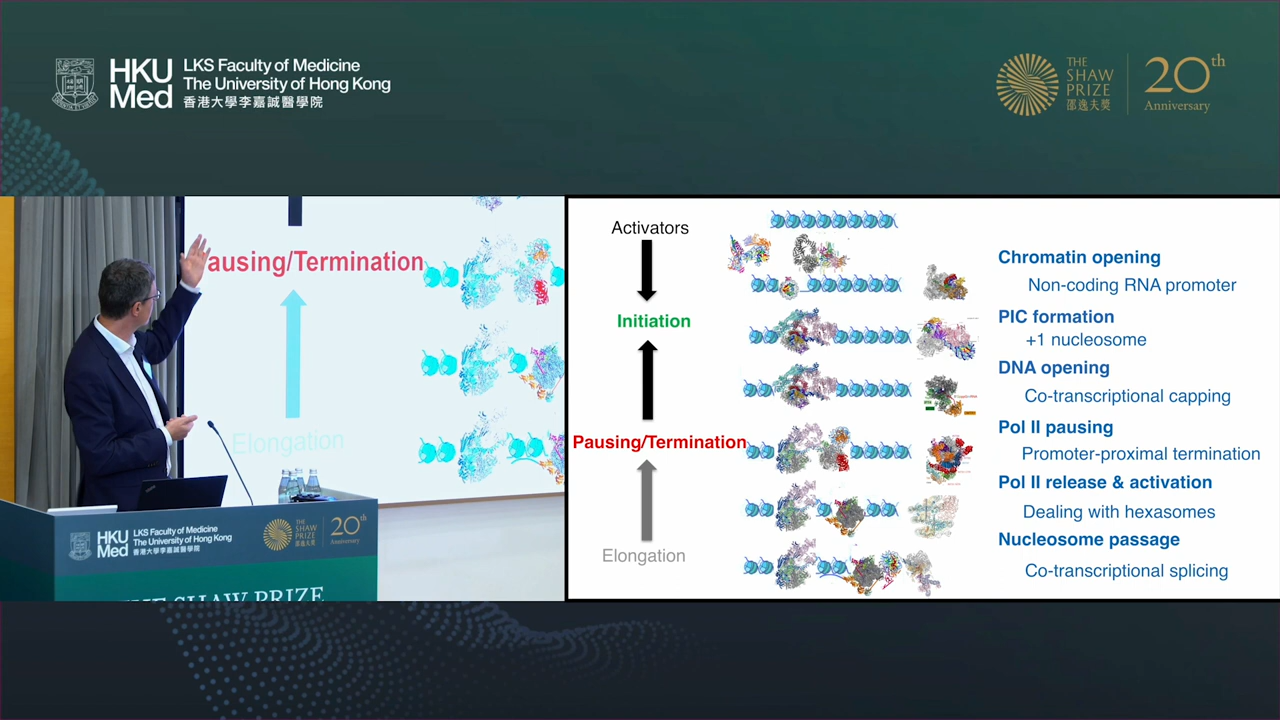 HKU
Med
LKS Faculty of Medicine
The University of Hong Kong
香港大學李嘉誠醫學院
THE
SHAW
PRIZE
邵逸夫獎
20th
Anniversary
ausing/Termination
Elongation
HKU
Med
LKS Faculty of Medicine
The University of Hong Kong
香港大學李嘉誠醫學院
THE
SHAW
PRIZE
20th
Anniversary
THE SHAW PRIZE
Activators
Initiation
Pausing/Termination
Elongation
Chromatin opening
Non-coding RNA promoter
PIC formation
+1 nucleosome
DNA opening
Co-transcriptional capping
Pol II pausing
Promoter-proximal termination
Pol II release & activation
Dealing with hexasomes
Nucleosome passage
Co-transcriptional splicing